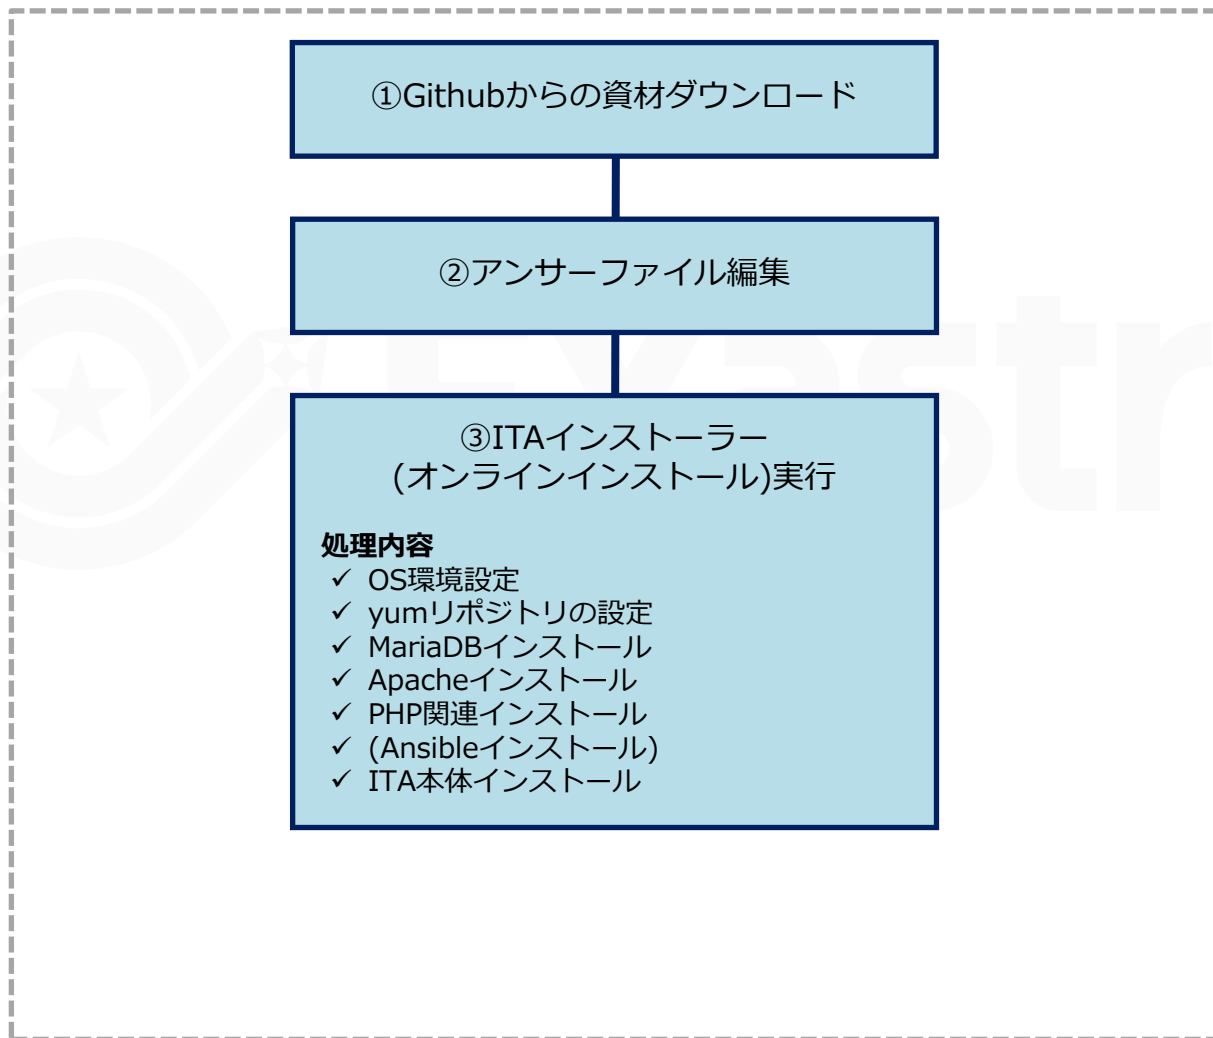 ①Githubからの資材ダウンロード
②アンサーファイル編集
③ITAインストーラー
(オンラインインストール)実行
処理内容
✓ OS環境設定
✓ yumリポジトリの設定
✓ MariaDBインストール
✓ Apacheインストール
✓ PHP関連インストール
✓ (Ansibleインストール)
✓ ITA本体インストール